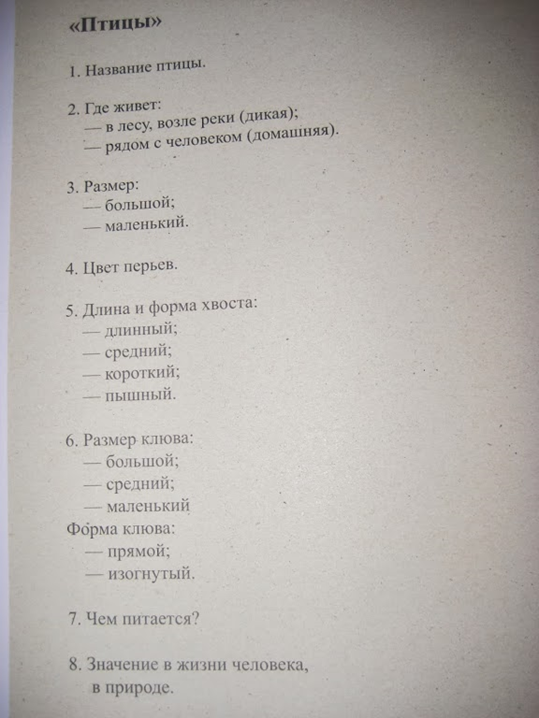 «Птицы»
1. Название птицы.
2. Где живет:
— в лесу, возле реки (дикая);
— рядом с человеком (домашняя).
3. Размер:
— большой;
— маленький.
4. Цвет перьев.
5. Длина и форма хвоста:
— длинный;
— средний;
— короткий;
— пышный.
6. Размер клюва:
— большой;
— средний;
— маленький
Форма клюва:
— прямой;
— изогнутый.
7. Чем питается?
8. Значение в жизни человека,
в природе.